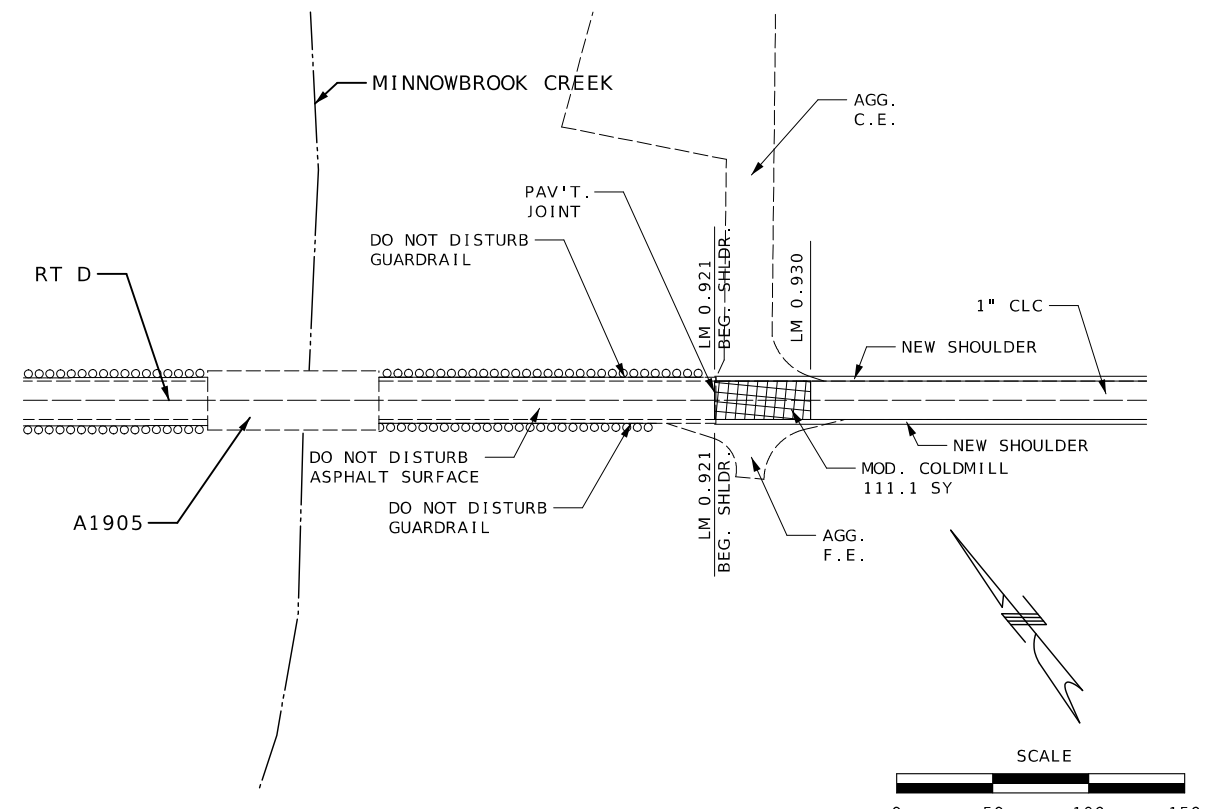 MINNOWBROOK CREEK
AGG.
C.E.
PAV'T.
JOINT
DO NOT DISTURB
GUARDRAIL
RT D
LM 0.921
BEG. SHLDR.
LM 0.930
1" CLC
NEW SHOULDER
NEW SHOULDER
DO NOT DISTURB
ASPHALT SURFACE
MOD. COLDMILL
111.1 SY
DO NOT DISTURB
GUARDRAIL
A1905
LM 0.921
BEG. SHLDR.
AGG.
F.E.
SCALE
0 50 100 150